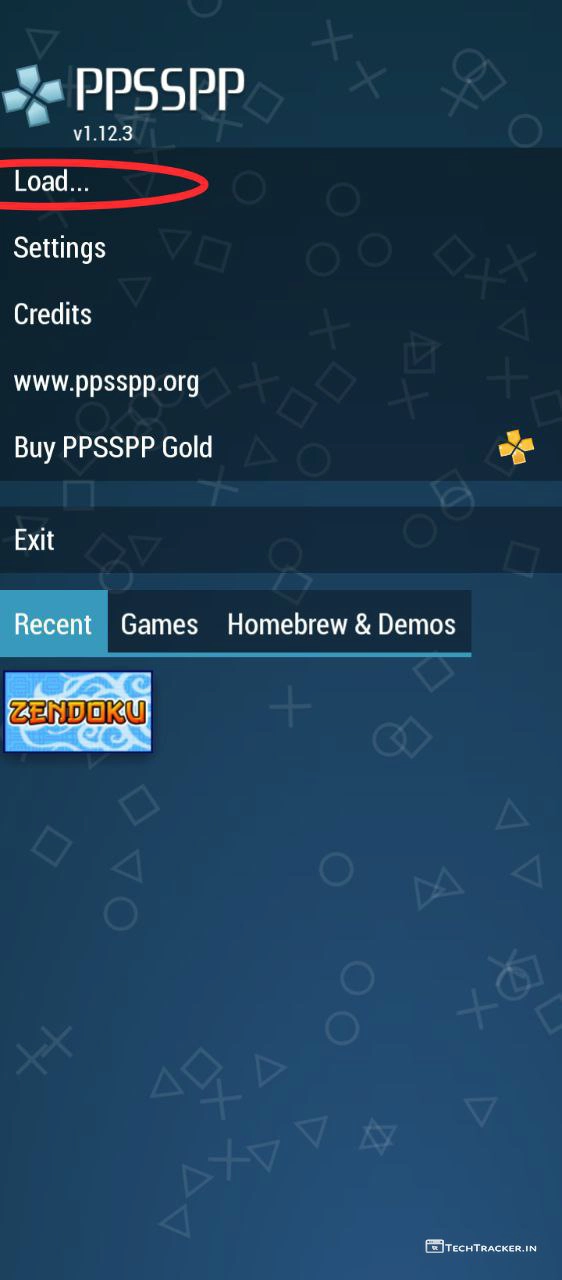 PPSSPP
v1.12.3
Load...
Settings
Credits
www.ppsspp.org
Buy PPSSPP Gold
Exit
Recent Games Homebrew & Demos
ZENDOKU
TECHTRACKER.IN